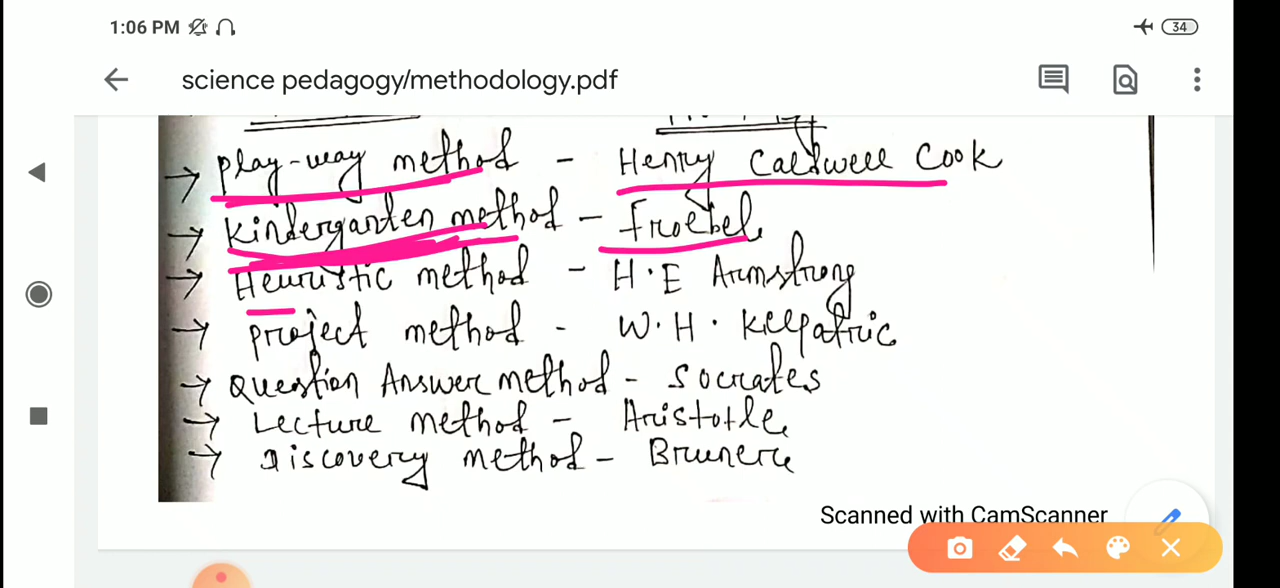 1:06 PM 34
science pedagogy/methodology.pdf
→ Play-way method - Henry Caldwell Cook
→ Kindergarten method - Froebel
→ Heuristic method - H.E Armstrong
→ project method - W.H. Kilpatric
→ Question Answer method - Socrates
→ Lecture method - Aristotle
→ Discovery method - Bruner
Scanned with CamScanner